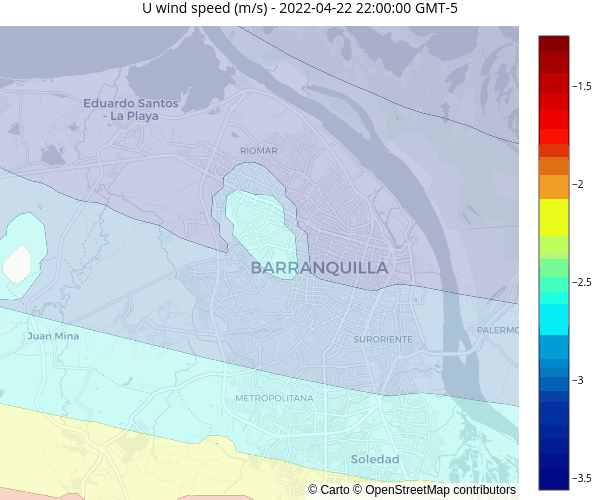 U wind speed (m/s) - 2022-04-22 22:00:00 GMT-5
Eduardo Santos
- La Playa
RIOMAR
BARRANQUILLA
Juan Mina
SURORIENTE
PALERMO
METROPOLITANA
Soledad
© Carto © OpenStreetMap contributors
−1.5
−2
−2.5
−3
−3.5